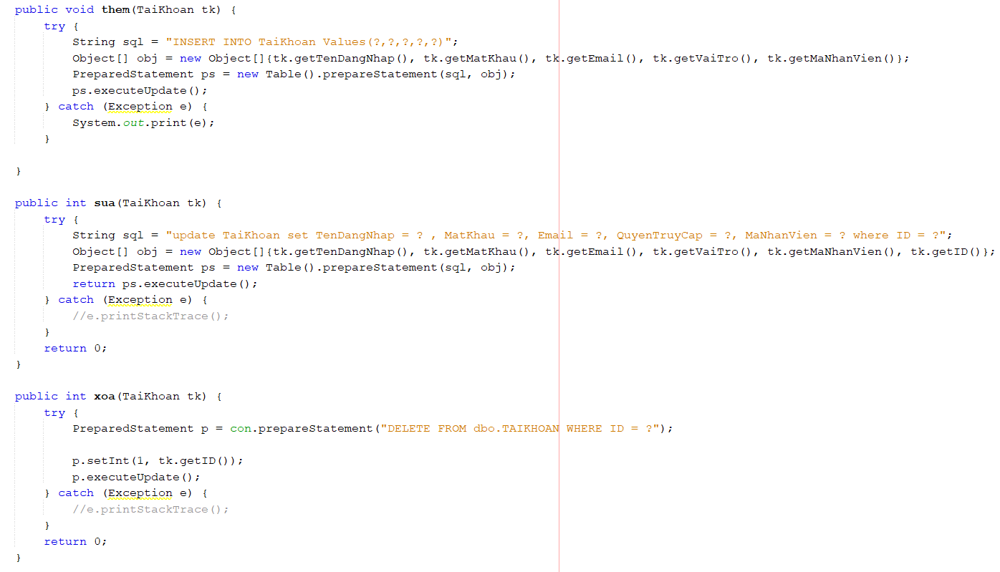 public void them(TaiKhoan tk) {
    try {
        String sql = "INSERT INTO TaiKhoan Values(?,?,?,?,?)";
        Object[] obj = new Object[]{tk.getTenDangNhap(), tk.getMatKhau(), tk.getEmail(), tk.getVaiTro(), tk.getMaNhanVien()};
        PreparedStatement ps = new Table().prepareStatement(sql, obj);
        ps.executeUpdate();
    } catch (Exception e) {
        System.out.print(e);
    }

}

public int sua(TaiKhoan tk) {
    try {
        String sql = "update TaiKhoan set TenDangNhap = ? , MatKhau = ?, Email = ?, QuyenTruyCap = ?, MaNhanVien = ? where ID = ?";
        Object[] obj = new Object[]{tk.getTenDangNhap(), tk.getMatKhau(), tk.getEmail(), tk.getVaiTro(), tk.getMaNhanVien(), tk.getID()};
        PreparedStatement ps = new Table().prepareStatement(sql, obj);
        return ps.executeUpdate();
    } catch (Exception e) {
        //e.printStackTrace();
    }
    return 0;
}

public int xoa(TaiKhoan tk) {
    try {
        PreparedStatement p = con.prepareStatement("DELETE FROM dbo.TAIKHOAN WHERE ID = ?");

        p.setInt(1, tk.getID());
        p.executeUpdate();
    } catch (Exception e) {
        //e.printStackTrace();
    }
    return 0;
}